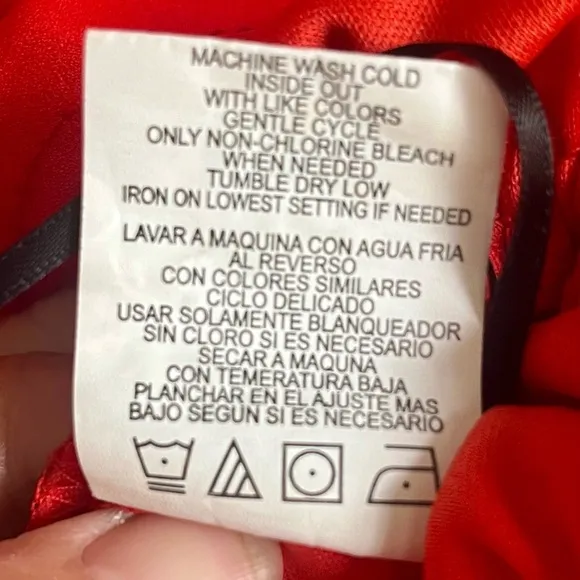 MACHINE WASH COLD
INSIDE OUT
WITH LIKE COLORS
GENTLE CYCLE
ONLY NON-CHLORINE BLEACH
WHEN NEEDED
TUMBLE DRY LOW
IRON ON LOWEST SETTING IF NEEDED
LAVAR A MAQUINA CON AGUA FRIA
AL REVERSO
CON COLORES SIMILARES
CICLO DELICADO
USAR SOLAMENTE BLANQUEADOR
SIN CLORO SI ES NECESARIO
SECAR A MAQUNA
CON TEMERATURA BAJA
PLANCHAR EN EL AJUSTE MAS
BAJO SEGUN SI ES NECESARIO